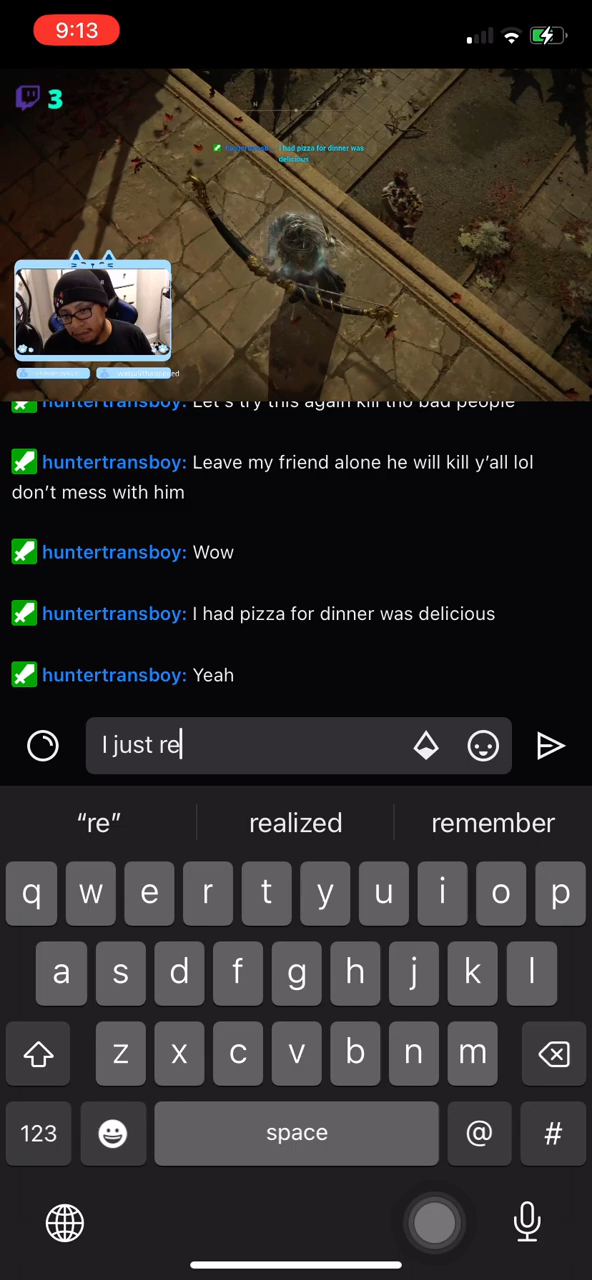 9:13
3
N
I had pizza for dinner was
delicious
huntertransboy: Let's try this again kill tho bad people
huntertransboy: Leave my friend alone he will kill y'all lol
don't mess with him
huntertransboy: Wow
huntertransboy: I had pizza for dinner was delicious
huntertransboy: Yeah
I just re
“re” realized remember
q w e r t y u i o p
a s d f g h j k l
z x c v b n m
123 space @ #